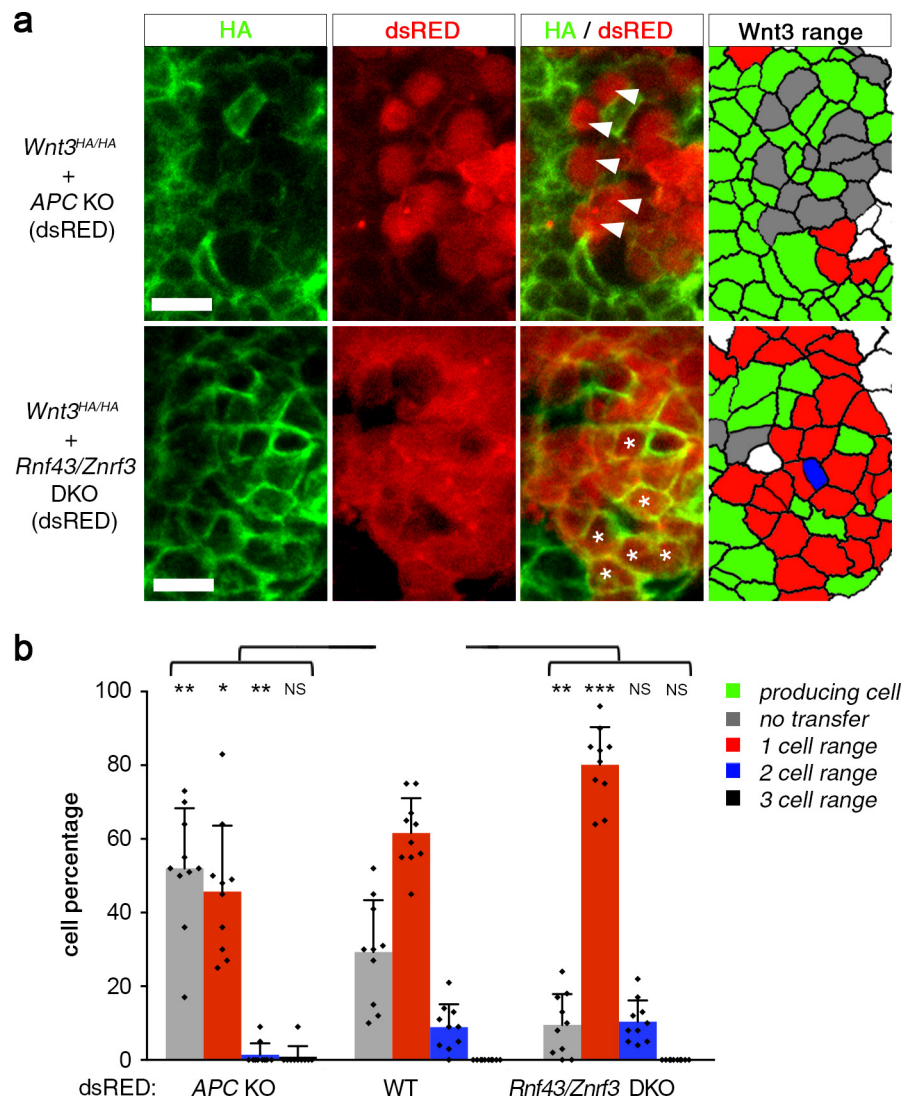 a
HA
dsRED
HA / dsRED
Wnt3 range
Wnt3HA/HA
+
APC KO
(dsRED)
Wnt3HA/HA
+
Rnf43/Znrf3
DKO
(dsRED)
*
*
*
* *
*
b
** * ** NS
** *** NS NS
100
80
60
40
20
0
cell percentage
producing cell
no transfer
1 cell range
2 cell range
3 cell range
dsRED: APC KO WT Rnf43/Znrf3 DKO